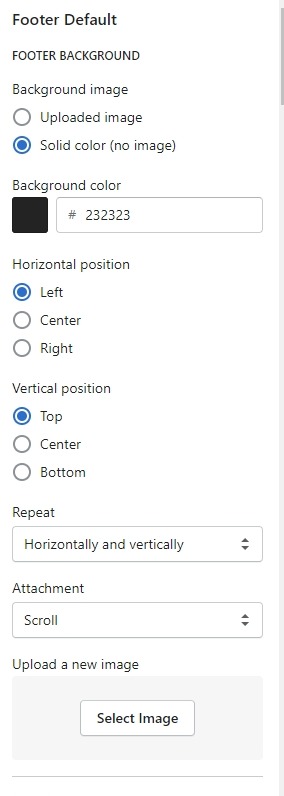 Footer Default
FOOTER BACKGROUND
Background image
Uploaded image
Solid color (no image)
Background color
# 232323
Horizontal position
Left
Center
Right
Vertical position
Top
Center
Bottom
Repeat
Horizontally and vertically
Attachment
Scroll
Upload a new image
Select Image